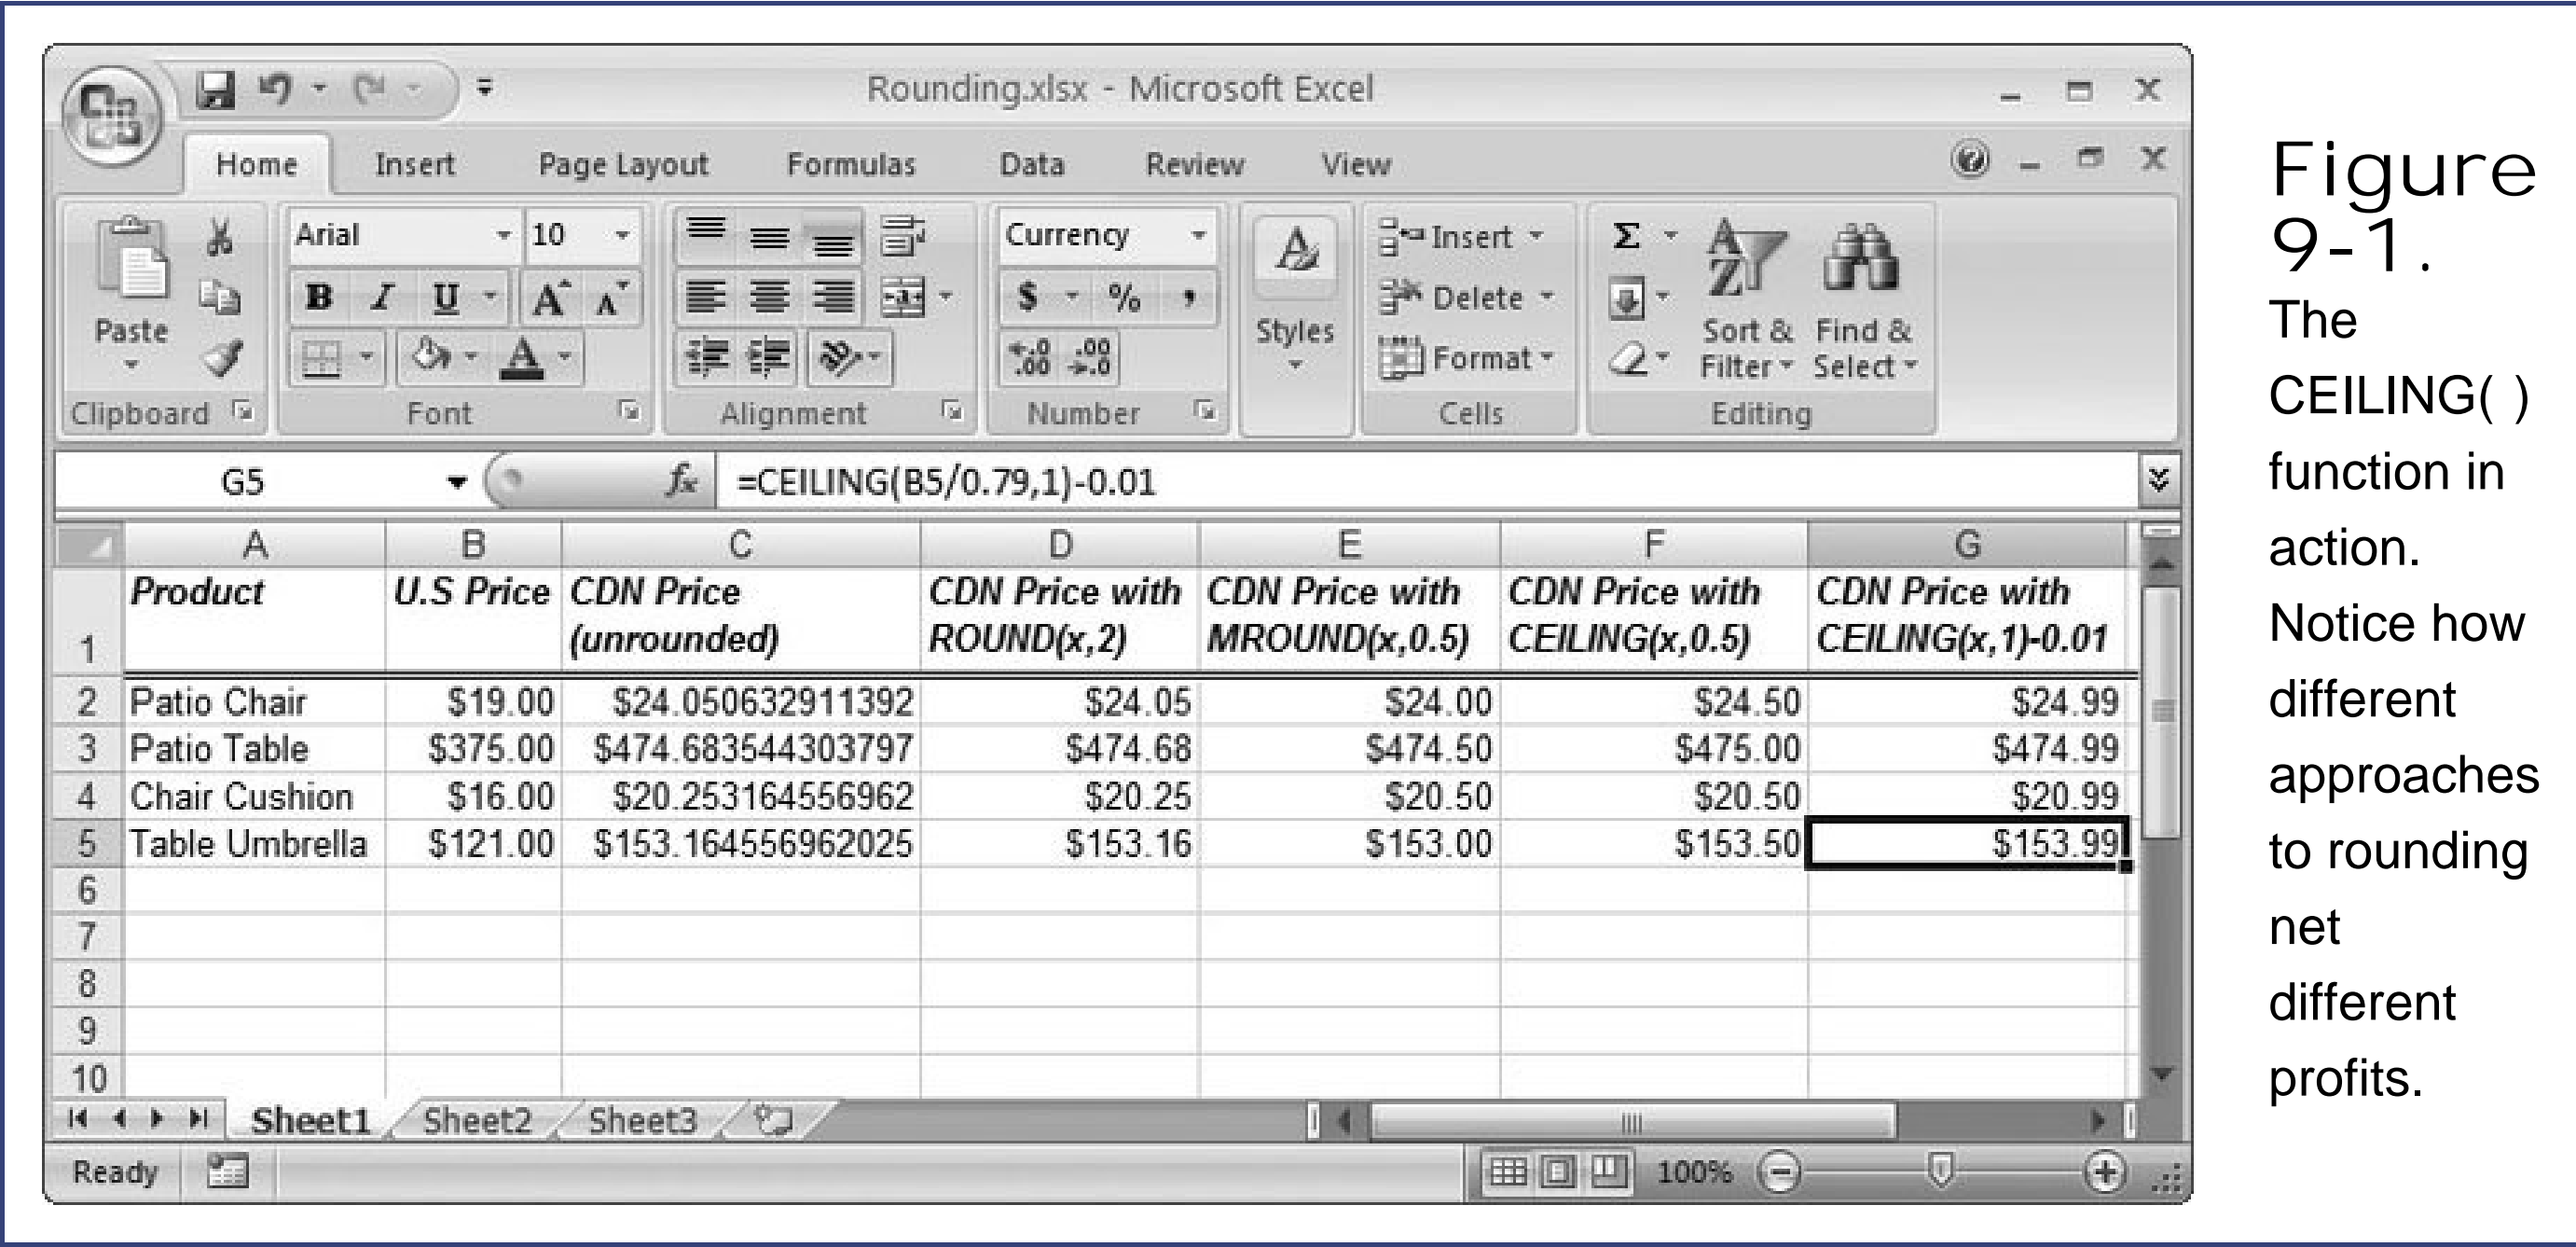 Rounding.xlsx - Microsoft Excel
Home Insert Page Layout Formulas Data Review View
Arial 10 Currency Insert
B I U A A $ % , Delete
Paste Styles Sort & Find &
A .0 .00 .00 .0 Format Filter Select
Clipboard Font Alignment Number Cells Editing
G5 fx =CEILING(B5/0.79,1)-0.01
A B C D E F G
1 Product U.S Price CDN Price (unrounded) CDN Price with ROUND(x,2) CDN Price with MROUND(x,0.5) CDN Price with CEILING(x,0.5) CDN Price with CEILING(x,1)-0.01
2 Patio Chair $19.00 $24.050632911392 $24.05 $24.00 $24.50 $24.99
3 Patio Table $375.00 $474.683544303797 $474.68 $474.50 $475.00 $474.99
4 Chair Cushion $16.00 $20.253164556962 $20.25 $20.50 $20.50 $20.99
5 Table Umbrella $121.00 $153.164556962025 $153.16 $153.00 $153.50 $153.99
6
7
8
9
10
Sheet1 Sheet2 Sheet3
Ready 100%
Figure
9-1.
The
CEILING( )
function in
action.
Notice how
different
approaches
to rounding
net
different
profits.